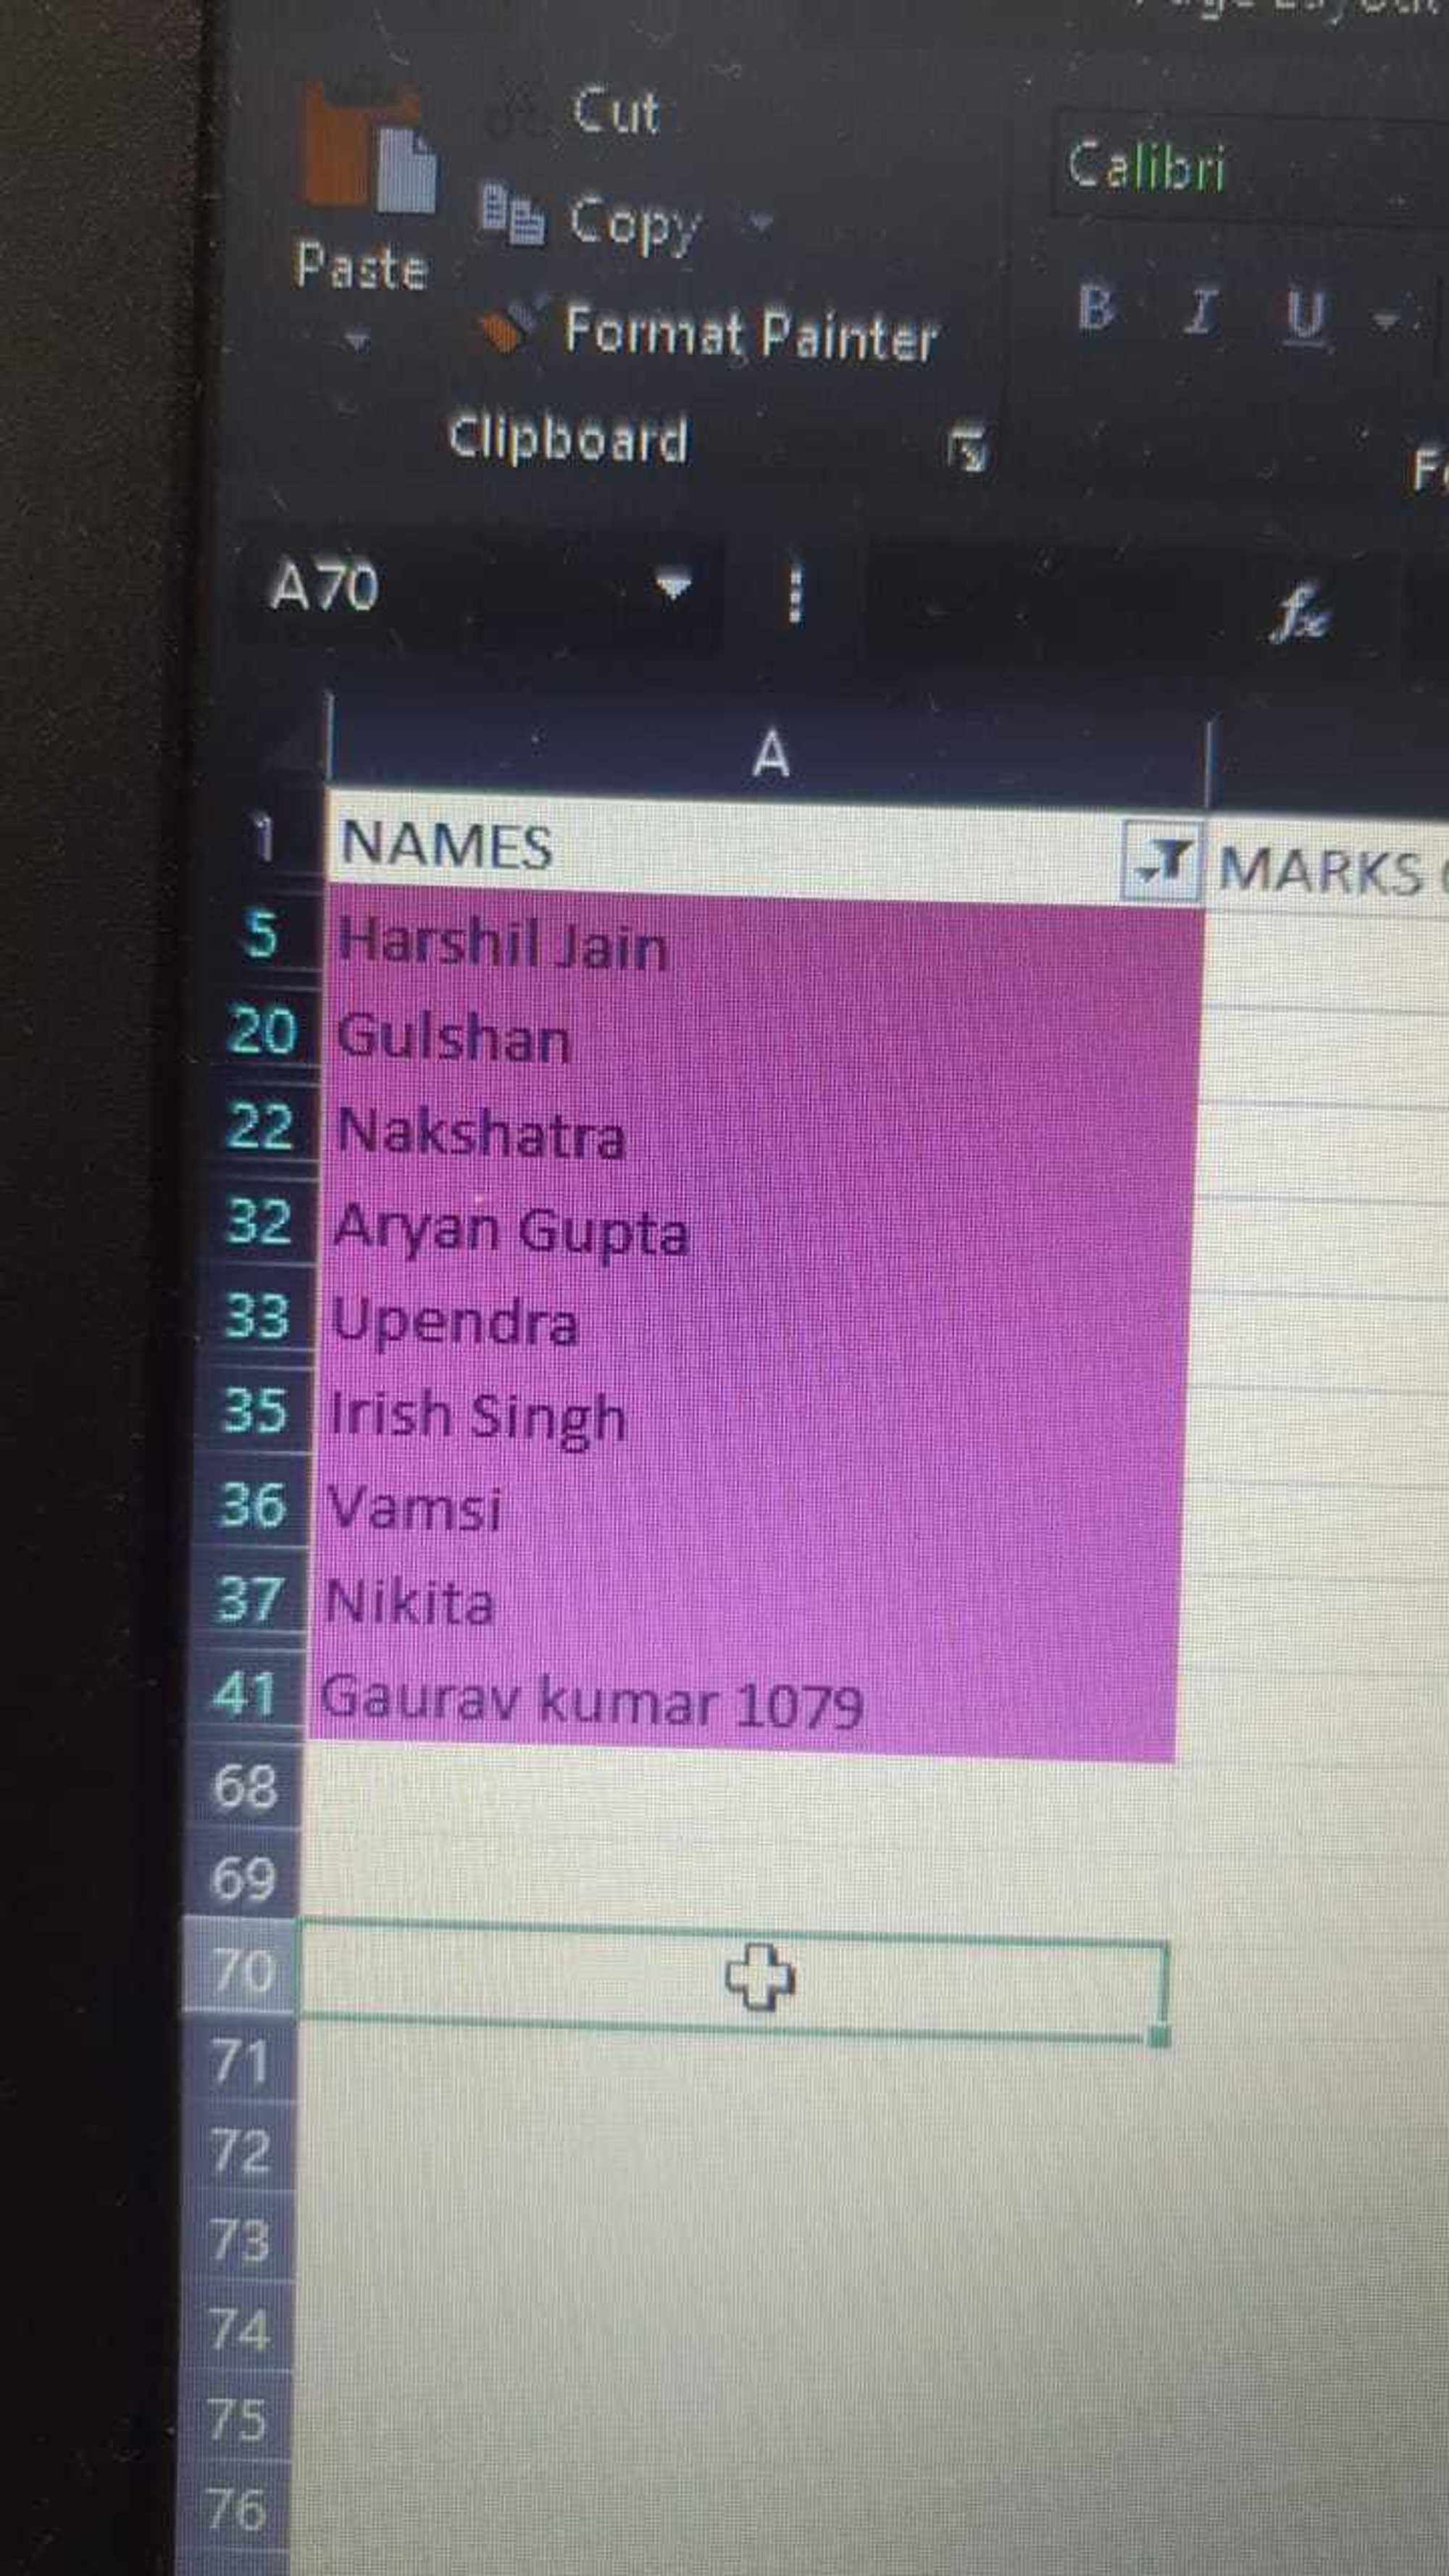 Cut
Copy
Paste
Format Painter
Clipboard
Calibri
B I U
A70
fx
A
1 NAMES MARKS
5 Harshil Jain
20 Gulshan
22 Nakshatra
32 Aryan Gupta
33 Upendra
35 Irish Singh
36 Vamsi
37 Nikita
41 Gaurav kumar 1079
68
69
70
71
72
73
74
75
76